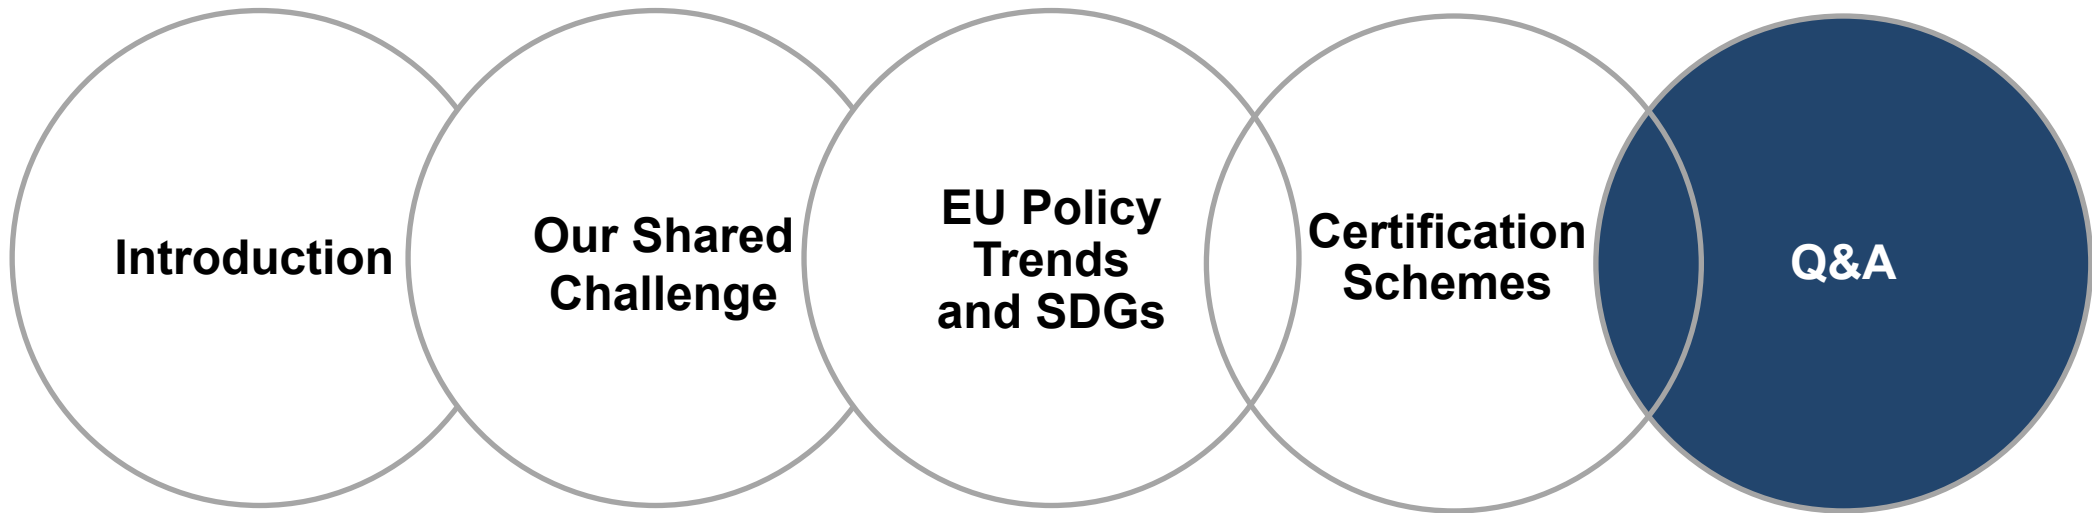 Introduction
Our Shared
Challenge
EU Policy
Trends
and SDGs
Certification
Schemes
Q&A